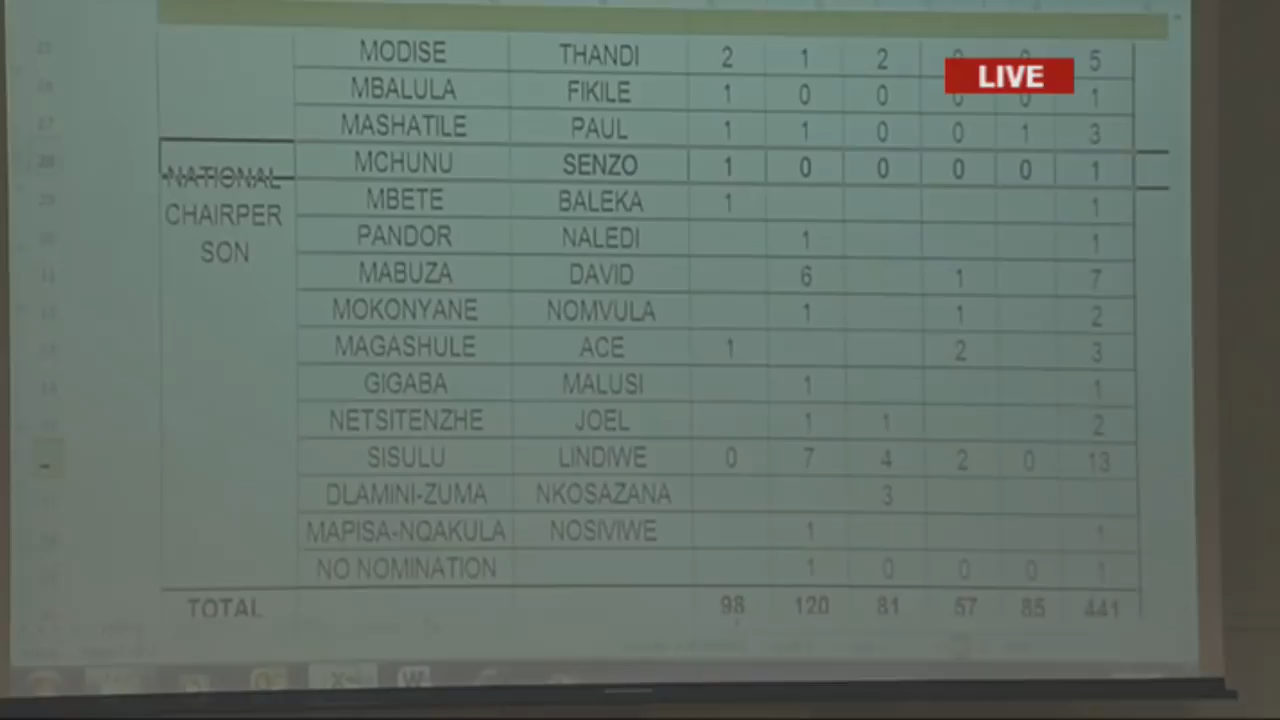 MODISE THANDI 2 1 2 5
LIVE
MBALULA FIKILE 1 0 0 0 0 1
MASHATILE PAUL 1 1 0 0 1 3
MCHUNU SENZO 1 0 0 0 0 1
NATIONAL
CHAIRPER
SON
MBETE BALEKA 1 1
PANDOR NALEDI 1 1
MABUZA DAVID 6 1 7
MOKONYANE NOMVULA 1 1 2
MAGASHULE ACE 1 2 3
GIGABA MALUSI 1 1
NETSITENZHE JOEL 1 1 2
SISULU LINDIWE 0 7 4 2 0 13
DLAMINI-ZUMA NKOSAZANA 3
MAPISA-NQAKULA NOSIVIWE 1 1
NO NOMINATION 1 0 0 0 1
TOTAL 98 120 81 57 85 441